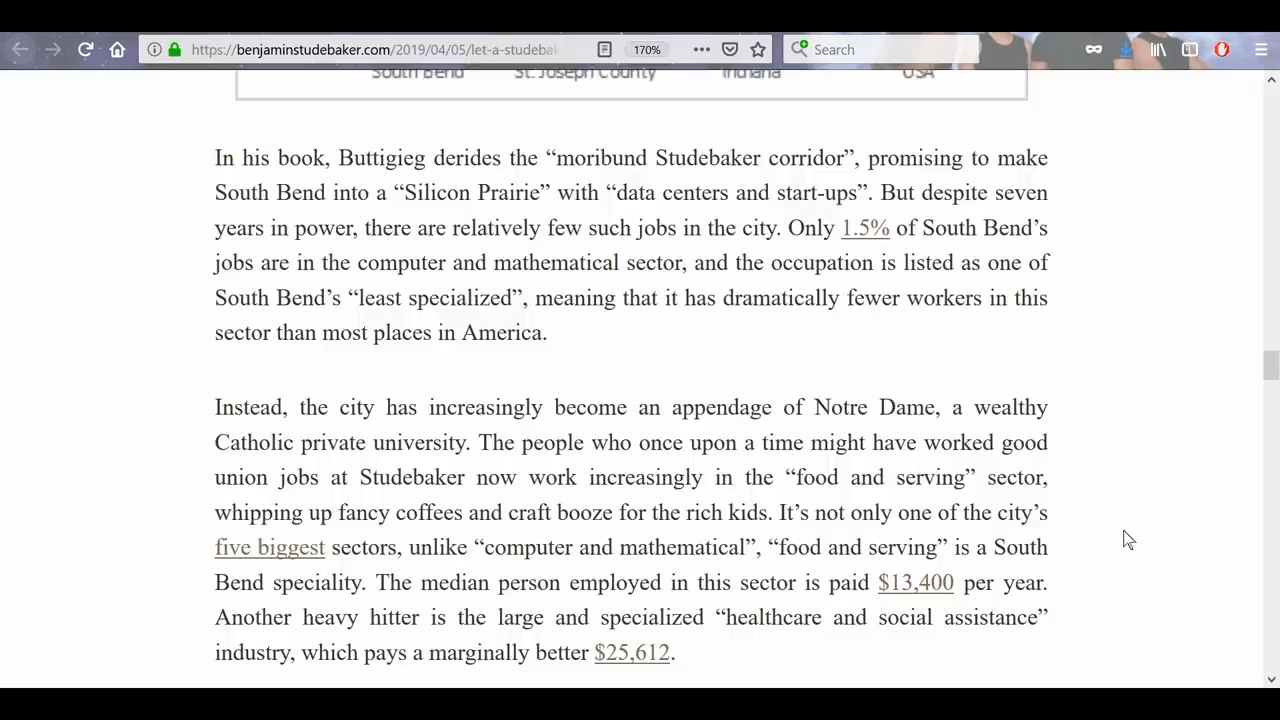 https://benjaminstudebaker.com/2019/04/05/let-a-studebak
170%
Search
South Bend St. Joseph County Indiana USA
In his book, Buttigieg derides the “moribund Studebaker corridor”, promising to make
South Bend into a “Silicon Prairie” with “data centers and start-ups”. But despite seven
years in power, there are relatively few such jobs in the city. Only 1.5% of South Bend’s
jobs are in the computer and mathematical sector, and the occupation is listed as one of
South Bend’s “least specialized”, meaning that it has dramatically fewer workers in this
sector than most places in America.
Instead, the city has increasingly become an appendage of Notre Dame, a wealthy
Catholic private university. The people who once upon a time might have worked good
union jobs at Studebaker now work increasingly in the “food and serving” sector,
whipping up fancy coffees and craft booze for the rich kids. It’s not only one of the city’s
five biggest sectors, unlike “computer and mathematical”, “food and serving” is a South
Bend speciality. The median person employed in this sector is paid $13,400 per year.
Another heavy hitter is the large and specialized “healthcare and social assistance”
industry, which pays a marginally better $25,612.